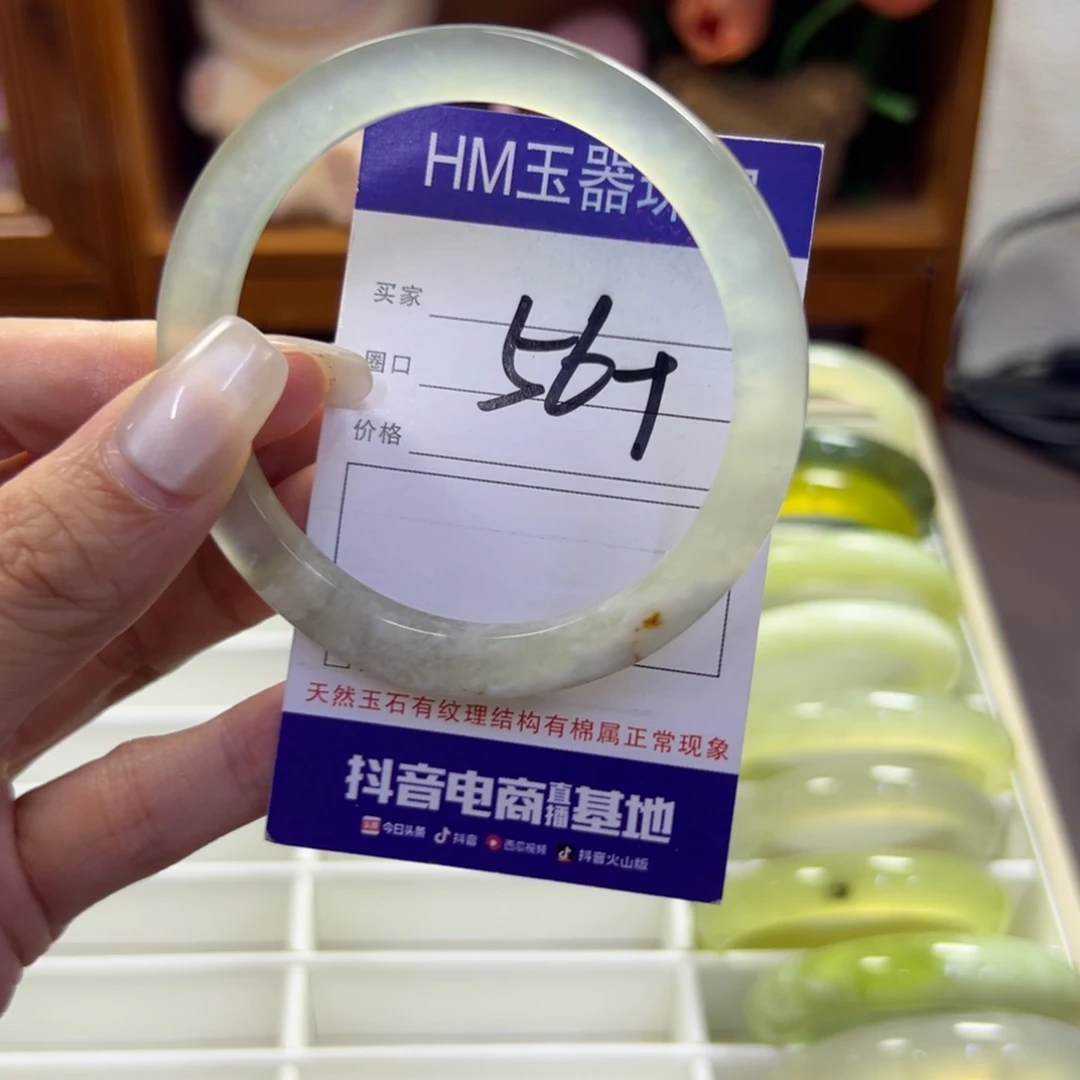 HM玉器
买家
圈口
价格
天然玉石有纹理结构有棉属正常现象
抖音电商直播基地
今日头条 抖音 西瓜视频 抖音火山版